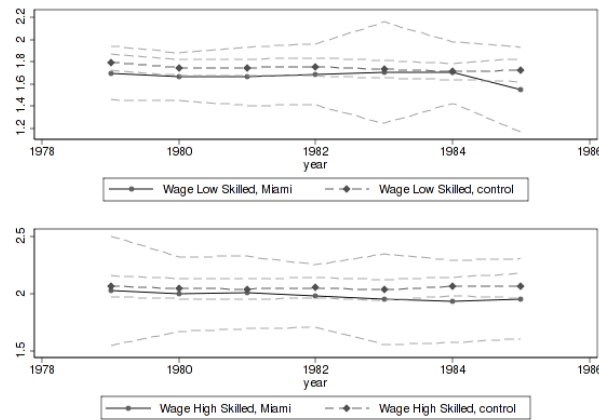 2.2
2
1.8
1.6
1.4
1.2
1978 1980 1982 1984 1986
year
Wage Low Skilled, Miami Wage Low Skilled, control
2.5
2
1.5
1978 1980 1982 1984 1986
year
Wage High Skilled, Miami Wage High Skilled, control